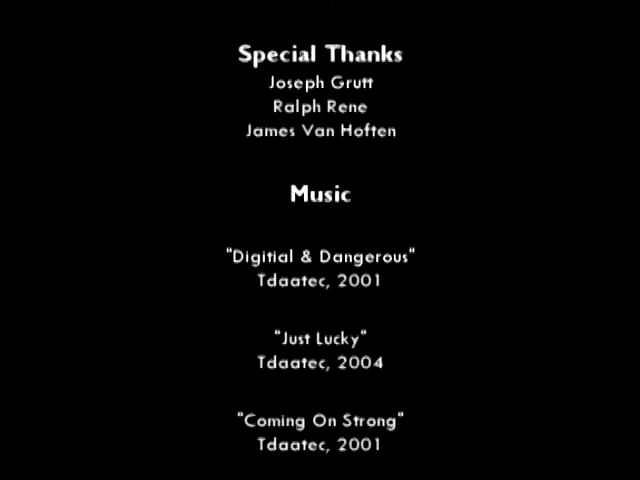 Special Thanks
Joseph Grutt
Ralph Rene
James Van Hoften
Music
"Digitial & Dangerous"
Tdaatec, 2001
"Just Lucky"
Tdaatec, 2004
"Coming On Strong"
Tdaatec, 2001